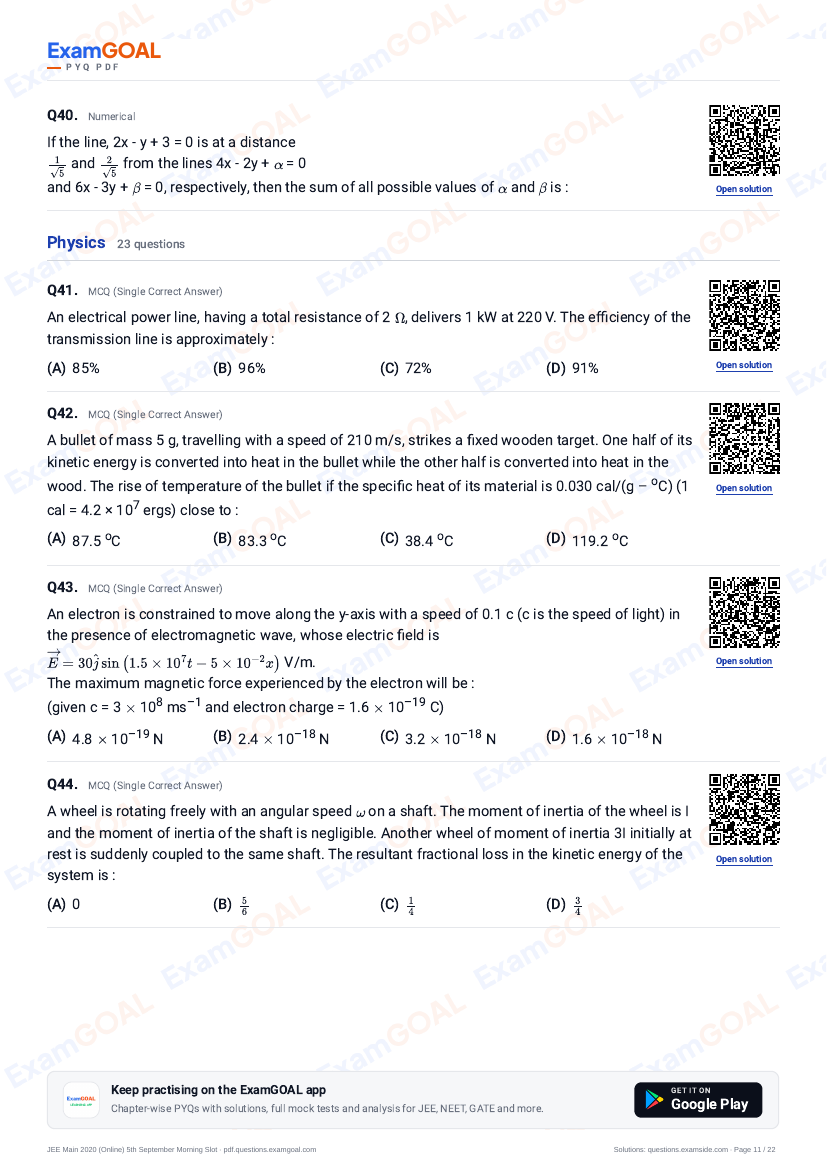 ExamGOAL
PYQ PDF
Q40. Numerical
If the line, 2x - y + 3 = 0 is at a distance
$\frac{1}{\sqrt{5}}$ and $\frac{2}{\sqrt{5}}$ from the lines 4x - 2y + α = 0
and 6x - 3y + β = 0, respectively, then the sum of all possible values of α and β is :
Open solution
Physics 23 questions
Q41. MCQ (Single Correct Answer)
An electrical power line, having a total resistance of 2 Ω, delivers 1 kW at 220 V. The efficiency of the
transmission line is approximately :
(A) 85% (B) 96% (C) 72% (D) 91%
Open solution
Q42. MCQ (Single Correct Answer)
A bullet of mass 5 g, travelling with a speed of 210 m/s, strikes a fixed wooden target. One half of its
kinetic energy is converted into heat in the bullet while the other half is converted into heat in the
wood. The rise of temperature of the bullet if the specific heat of its material is 0.030 cal/(g − °C) (1
cal = 4.2 × 10⁷ ergs) close to :
(A) 87.5 °C (B) 83.3 °C (C) 38.4 °C (D) 119.2 °C
Open solution
Q43. MCQ (Single Correct Answer)
An electron is constrained to move along the y-axis with a speed of 0.1 c (c is the speed of light) in
the presence of electromagnetic wave, whose electric field is
$\overrightarrow{E} = 30\hat{j} \sin (1.5 \times 10^{7}t - 5 \times 10^{-2}x)$ V/m.
The maximum magnetic force experienced by the electron will be :
(given c = 3 × 10⁸ ms⁻¹ and electron charge = 1.6 × 10⁻¹⁹ C)
(A) 4.8 × 10⁻¹⁹ N (B) 2.4 × 10⁻¹⁸ N (C) 3.2 × 10⁻¹⁸ N (D) 1.6 × 10⁻¹⁸ N
Open solution
Q44. MCQ (Single Correct Answer)
A wheel is rotating freely with an angular speed ω on a shaft. The moment of inertia of the wheel is I
and the moment of inertia of the shaft is negligible. Another wheel of moment of inertia 3I initially at
rest is suddenly coupled to the same shaft. The resultant fractional loss in the kinetic energy of the
system is :
(A) 0 (B) $\frac{5}{6}$ (C) $\frac{1}{4}$ (D) $\frac{3}{4}$
Open solution
ExamGOAL
Keep practising on the ExamGOAL app
Chapter-wise PYQs with solutions, full mock tests and analysis for JEE, NEET, GATE and more.
GET IT ON
Google Play
JEE Main 2020 (Online) 5th September Morning Slot · pdf.questions.examgoal.com
Solutions: questions.examside.com · Page 11 / 22